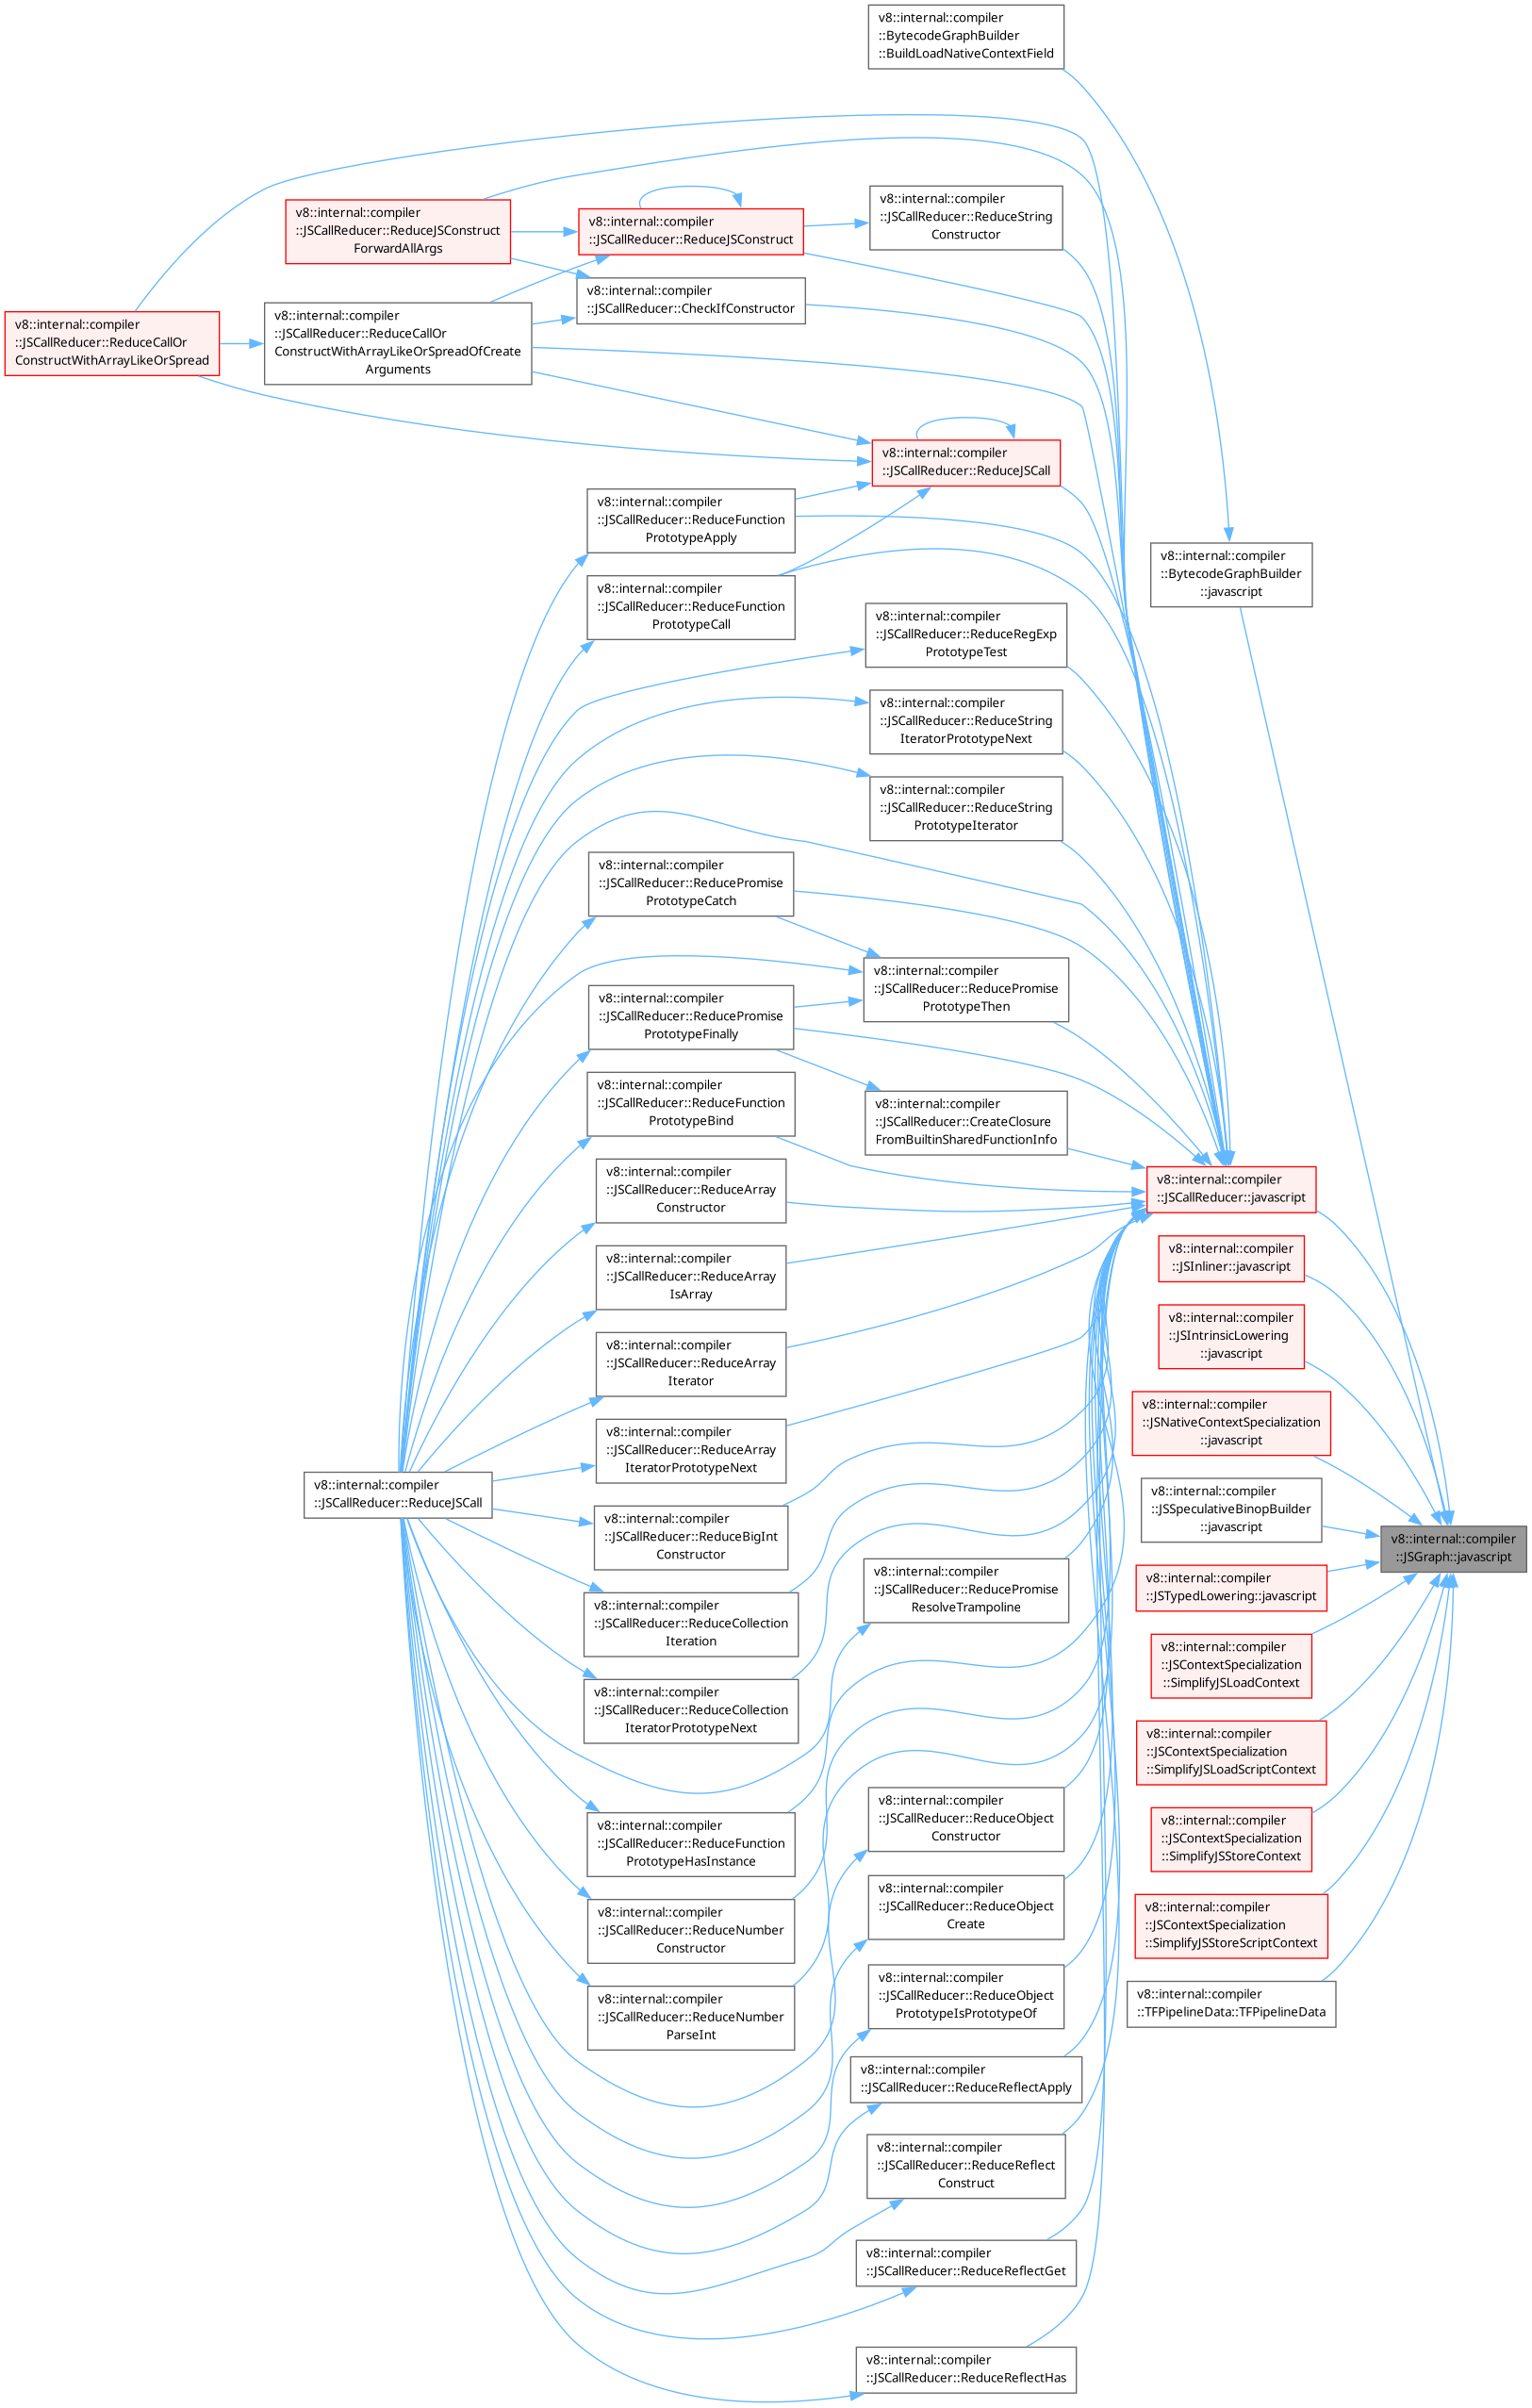 v8::internal::compiler
::BytecodeGraphBuilder
::BuildLoadNativeContextField
v8::internal::compiler
::JSCallReducer::ReduceJSConstruct
ForwardAllArgs
v8::internal::compiler
::JSCallReducer::ReduceJSConstruct
v8::internal::compiler
::JSCallReducer::ReduceString
Constructor
v8::internal::compiler
::JSCallReducer::CheckIfConstructor
v8::internal::compiler
::JSCallReducer::ReduceCallOr
ConstructWithArrayLikeOrSpread
v8::internal::compiler
::JSCallReducer::ReduceCallOr
ConstructWithArrayLikeOrSpreadOfCreate
Arguments
v8::internal::compiler
::JSCallReducer::ReduceJSCall
v8::internal::compiler
::JSCallReducer::ReduceFunction
PrototypeApply
v8::internal::compiler
::BytecodeGraphBuilder
::javascript
v8::internal::compiler
::JSCallReducer::ReduceFunction
PrototypeCall
v8::internal::compiler
::JSCallReducer::ReduceRegExp
PrototypeTest
v8::internal::compiler
::JSCallReducer::ReduceString
IteratorPrototypeNext
v8::internal::compiler
::JSCallReducer::ReduceString
PrototypeIterator
v8::internal::compiler
::JSCallReducer::ReducePromise
PrototypeCatch
v8::internal::compiler
::JSCallReducer::ReducePromise
PrototypeThen
v8::internal::compiler
::JSCallReducer::ReducePromise
PrototypeFinally
v8::internal::compiler
::JSCallReducer::ReduceFunction
PrototypeBind
v8::internal::compiler
::JSCallReducer::CreateClosure
FromBuiltinSharedFunctionInfo
v8::internal::compiler
::JSCallReducer::ReduceArray
Constructor
v8::internal::compiler
::JSCallReducer::javascript
v8::internal::compiler
::JSCallReducer::ReduceArray
IsArray
v8::internal::compiler
::JSInliner::javascript
v8::internal::compiler
::JSCallReducer::ReduceArray
Iterator
v8::internal::compiler
::JSIntrinsicLowering
::javascript
v8::internal::compiler
::JSCallReducer::ReduceArray
IteratorPrototypeNext
v8::internal::compiler
::JSNativeContextSpecialization
::javascript
v8::internal::compiler
::JSCallReducer::ReduceJSCall
v8::internal::compiler
::JSCallReducer::ReduceBigInt
Constructor
v8::internal::compiler
::JSSpeculativeBinopBuilder
::javascript
v8::internal::compiler
::JSGraph::javascript
v8::internal::compiler
::JSCallReducer::ReduceCollection
Iteration
v8::internal::compiler
::JSCallReducer::ReducePromise
ResolveTrampoline
v8::internal::compiler
::JSTypedLowering::javascript
v8::internal::compiler
::JSCallReducer::ReduceCollection
IteratorPrototypeNext
v8::internal::compiler
::JSContextSpecialization
::SimplifyJSLoadContext
v8::internal::compiler
::JSContextSpecialization
::SimplifyJSLoadScriptContext
v8::internal::compiler
::JSCallReducer::ReduceFunction
PrototypeHasInstance
v8::internal::compiler
::JSCallReducer::ReduceObject
Constructor
v8::internal::compiler
::JSContextSpecialization
::SimplifyJSStoreContext
v8::internal::compiler
::JSCallReducer::ReduceNumber
Constructor
v8::internal::compiler
::JSCallReducer::ReduceObject
Create
v8::internal::compiler
::JSContextSpecialization
::SimplifyJSStoreScriptContext
v8::internal::compiler
::JSCallReducer::ReduceNumber
ParseInt
v8::internal::compiler
::JSCallReducer::ReduceObject
PrototypeIsPrototypeOf
v8::internal::compiler
::TFPipelineData::TFPipelineData
v8::internal::compiler
::JSCallReducer::ReduceReflectApply
v8::internal::compiler
::JSCallReducer::ReduceReflect
Construct
v8::internal::compiler
::JSCallReducer::ReduceReflectGet
v8::internal::compiler
::JSCallReducer::ReduceReflectHas